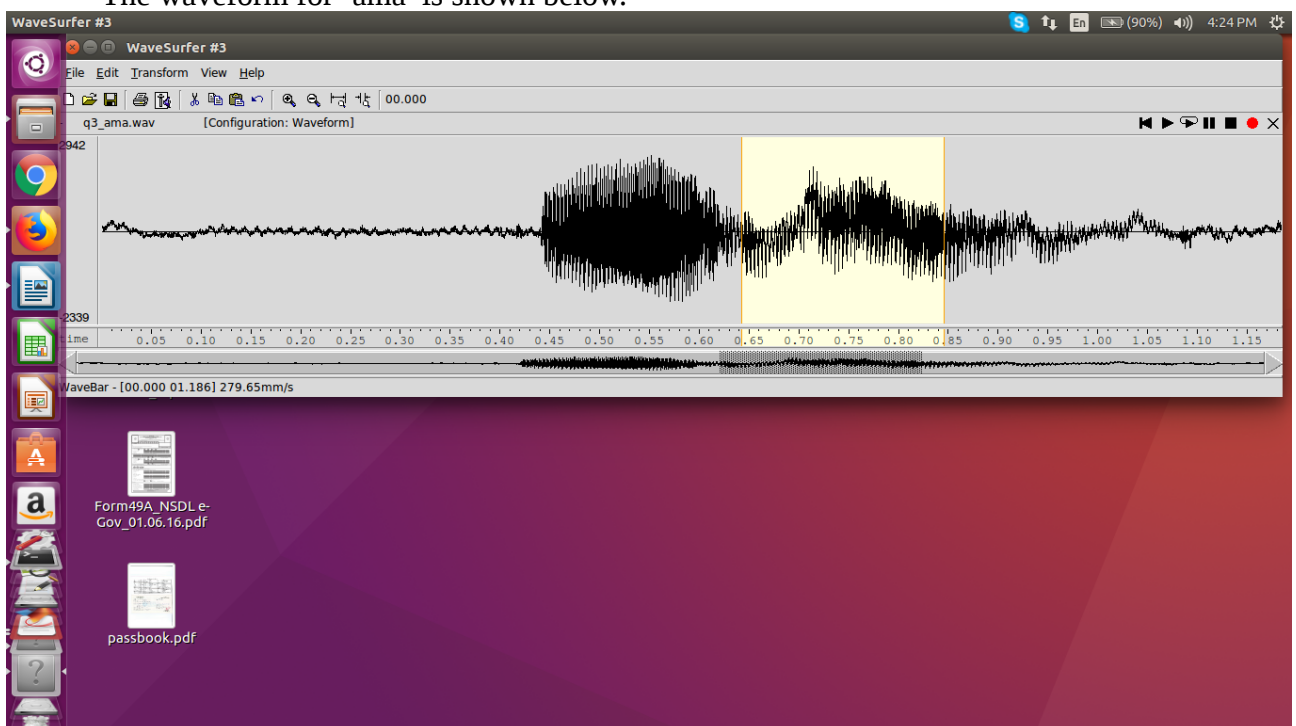 The waveform for 'ama' is shown below.
WaveSurfer #3
En (90%) 4:24 PM
WaveSurfer #3
File Edit Transform View Help
00.000
q3_ama.wav [Configuration: Waveform]
2942
-2339
time 0.05 0.10 0.15 0.20 0.25 0.30 0.35 0.40 0.45 0.50 0.55 0.60 0.65 0.70 0.75 0.80 0.85 0.90 0.95 1.00 1.05 1.10 1.15
WaveBar - [00.000 01.186] 279.65mm/s
Form49A_NSDL e-
Gov_01.06.16.pdf
passbook.pdf